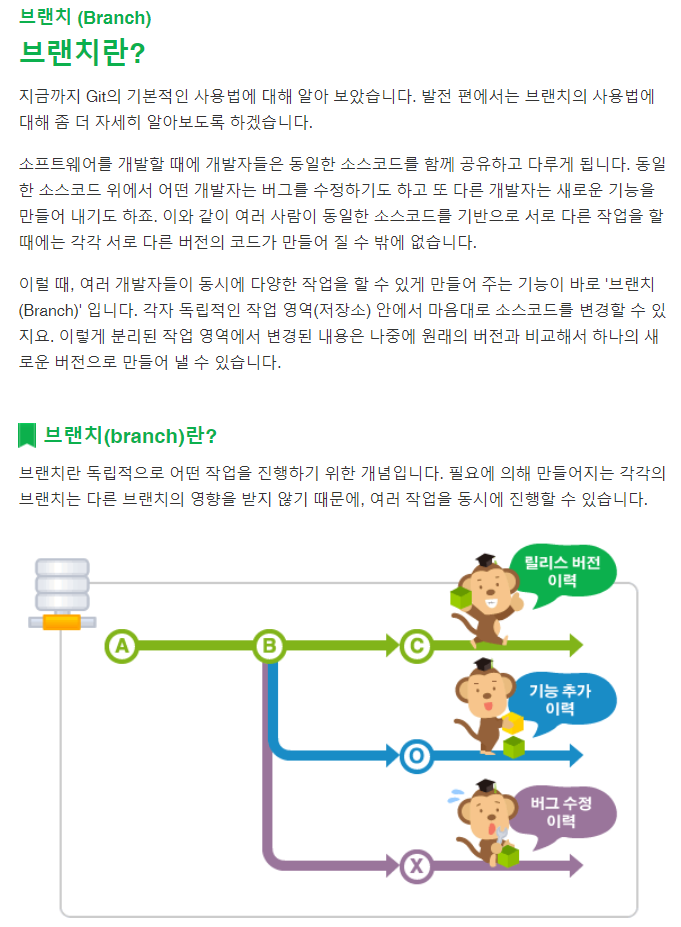 브랜치 (Branch)
브랜치란?
지금까지 Git의 기본적인 사용법에 대해 알아 보았습니다. 발전 편에서는 브랜치의 사용법에
대해 좀 더 자세히 알아보도록 하겠습니다.
소프트웨어를 개발할 때에 개발자들은 동일한 소스코드를 함께 공유하고 다루게 됩니다. 동일
한 소스코드 위에서 어떤 개발자는 버그를 수정하기도 하고 또 다른 개발자는 새로운 기능을
만들어 내기도 하죠. 이와 같이 여러 사람이 동일한 소스코드를 기반으로 서로 다른 작업을 할
때에는 각각 서로 다른 버전의 코드가 만들어 질 수 밖에 없습니다.
이럴 때, 여러 개발자들이 동시에 다양한 작업을 할 수 있게 만들어 주는 기능이 바로 '브랜치
(Branch)' 입니다. 각자 독립적인 작업 영역(저장소) 안에서 마음대로 소스코드를 변경할 수 있
지요. 이렇게 분리된 작업 영역에서 변경된 내용은 나중에 원래의 버전과 비교해서 하나의 새
로운 버전으로 만들어 낼 수 있습니다.
브랜치(branch)란?
브랜치란 독립적으로 어떤 작업을 진행하기 위한 개념입니다. 필요에 의해 만들어지는 각각의
브랜치는 다른 브랜치의 영향을 받지 않기 때문에, 여러 작업을 동시에 진행할 수 있습니다.
릴리스 버전
이력
A
B
C
기능 추가
이력
O
버그 수정
이력
X